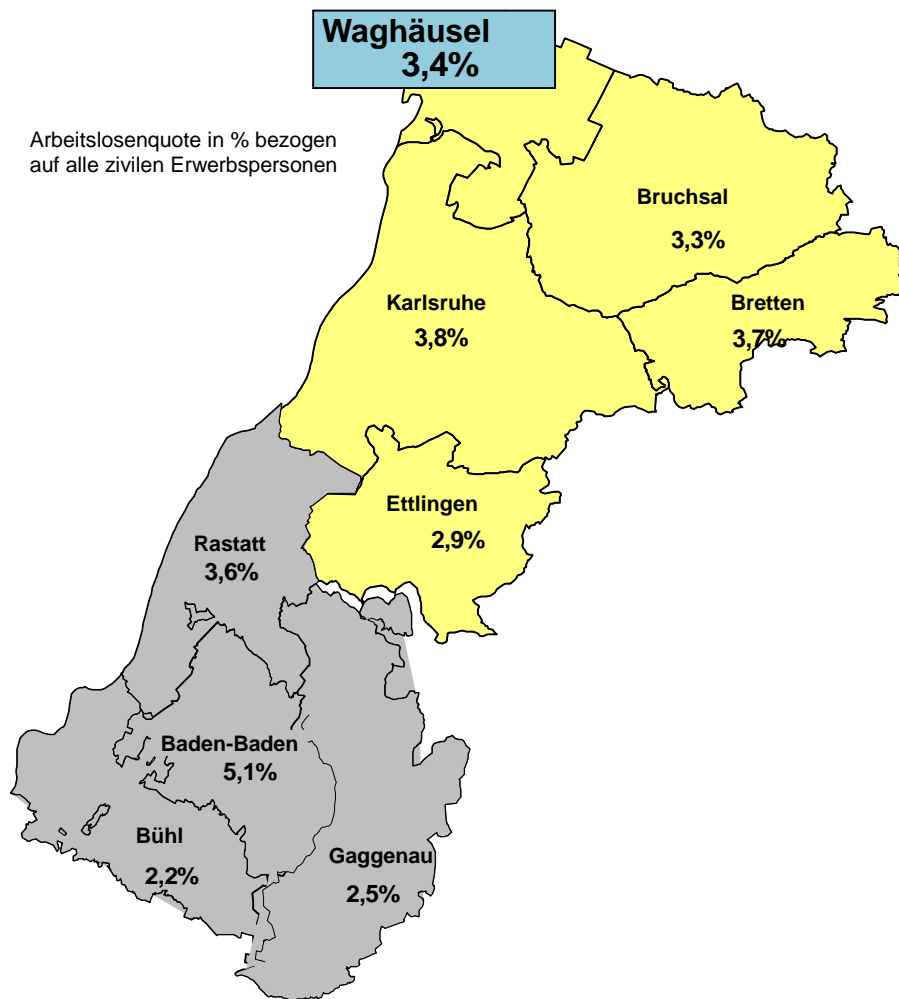 Waghäusel
3,4%
Arbeitslosenquote in % bezogen
auf alle zivilen Erwerbspersonen
Bruchsal
3,3%
Karlsruhe
3,8%
Bretten
3,7%
Ettlingen
2,9%
Rastatt
3,6%
Baden-Baden
5,1%
Bühl
2,2%
Gaggenau
2,5%